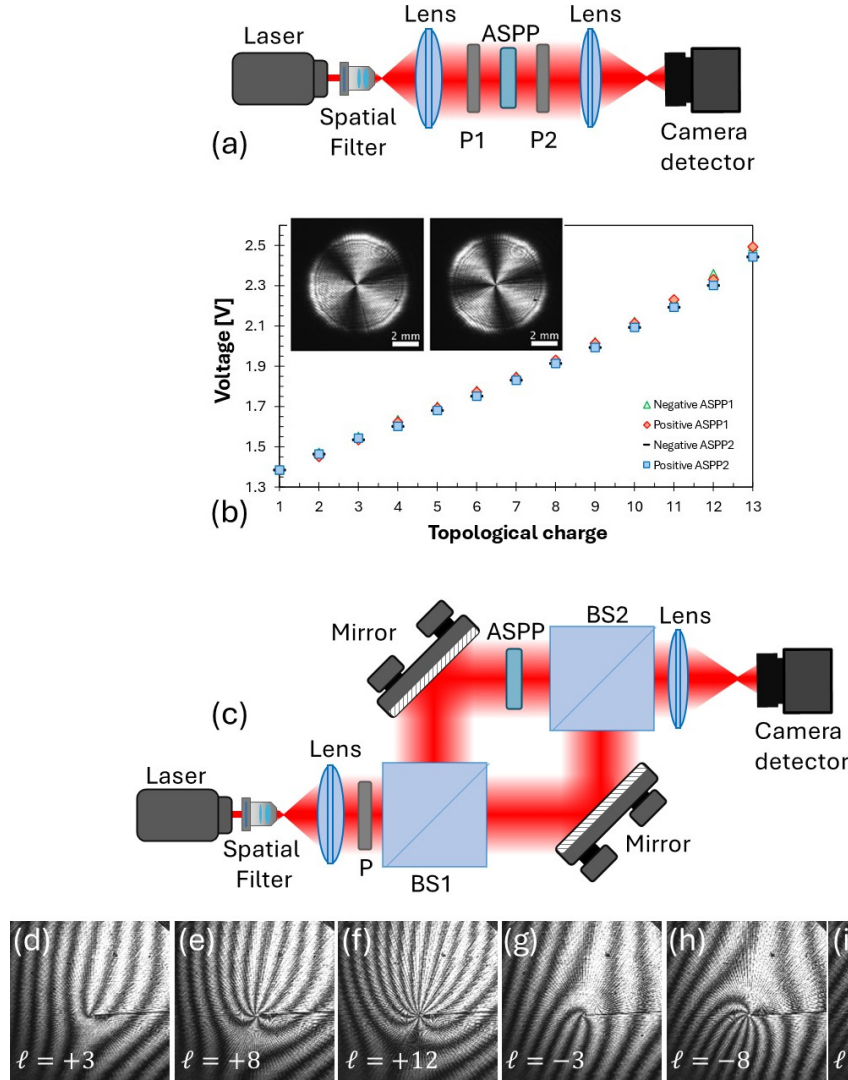 Lens
Lens
Laser
ASPP
Spatial
Filter
P1
P2
Camera
detector
(a)
2.5
2.3
2.1
1.9
1.7
1.5
1.3
Voltage [V]
2 mm
2 mm
Negative ASPP1
Positive ASPP1
Negative ASPP2
Positive ASPP2
1 2 3 4 5 6 7 8 9 10 11 12 13
Topological charge
(b)
Mirror
ASPP
BS2
Lens
(c)
Camera
detector
Laser
Lens
Spatial
Filter
P
BS1
Mirror
(d) (e) (f) (g) (h) (i
ℓ = +3 ℓ = +8 ℓ = +12 ℓ = −3 ℓ = −8 ℓ